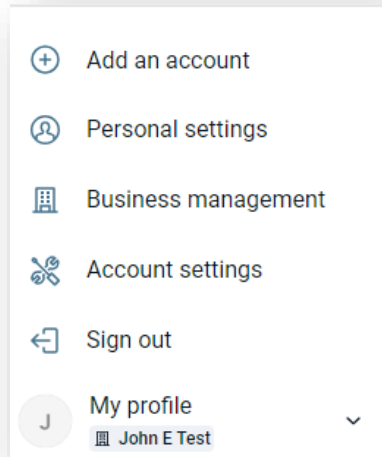 Add an account
Personal settings
Business management
Account settings
Sign out
J
My profile
John E Test